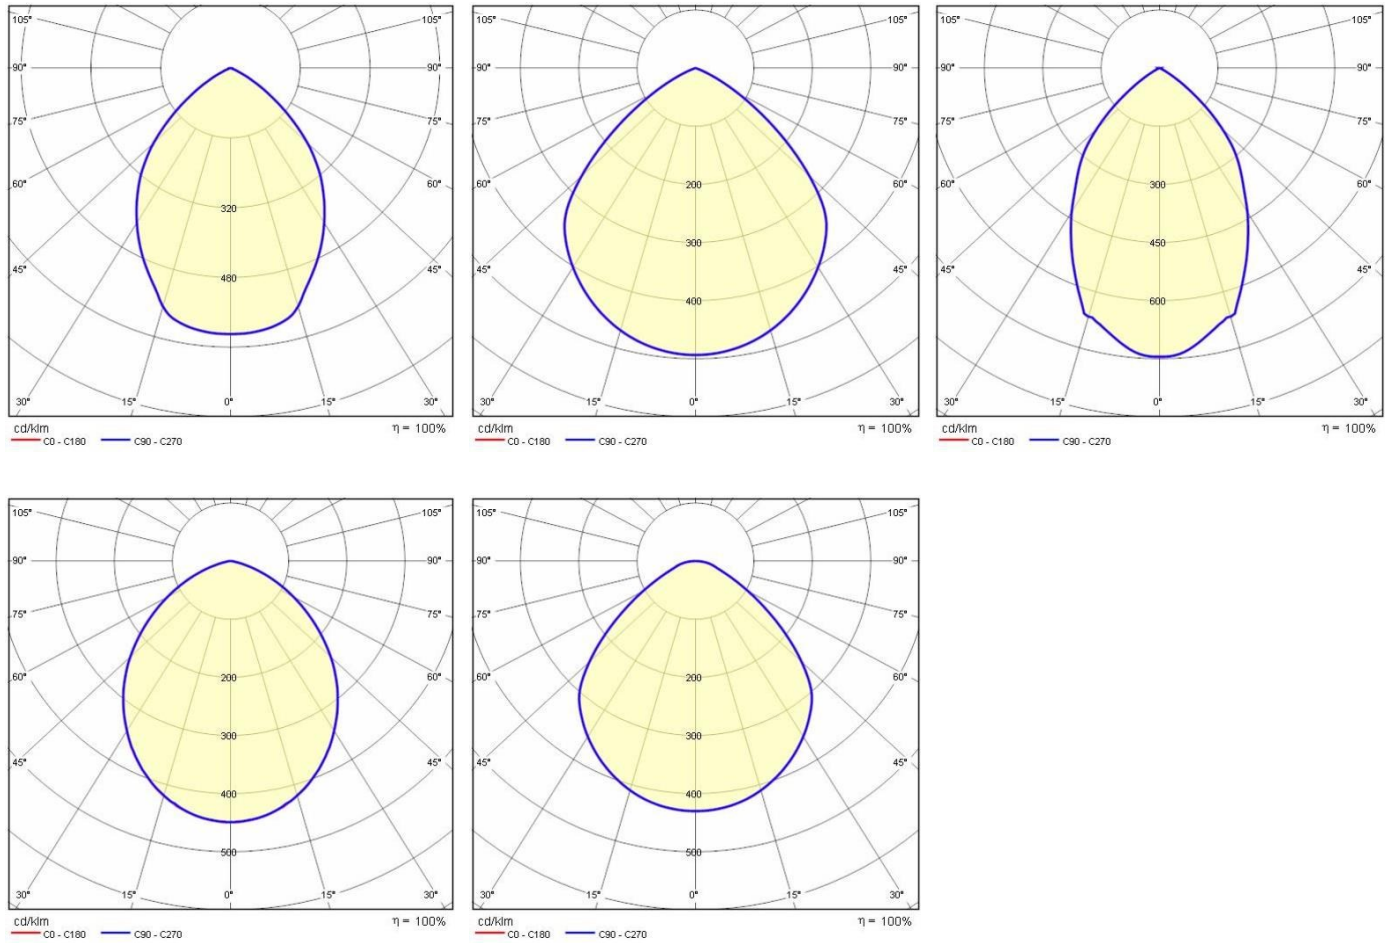 105° 105° 105° 105° 105° 105°
90° 90° 90° 90° 90° 90°
75° 75° 75° 75° 75° 75°
60° 60° 60° 200 60° 60° 300 60°
320
45° 45° 45° 300 45° 45° 450 45°
480
400 600
30° 15° 0° 15° 30° 30° 15° 0° 15° 30° 30° 15° 0° 15° 30°
cd/klm η = 100% cd/klm η = 100% cd/klm η = 100%
C0 - C180 C90 - C270 C0 - C180 C90 - C270 C0 - C180 C90 - C270
105° 105° 105° 105°
90° 90° 90° 90°
75° 75° 75° 75°
60° 200 60° 60° 200 60°
300 300
45° 45° 45° 45°
400 400
500 500
30° 15° 0° 15° 30° 30° 15° 0° 15° 30°
cd/klm η = 100% cd/klm η = 100%
C0 - C180 C90 - C270 C0 - C180 C90 - C270